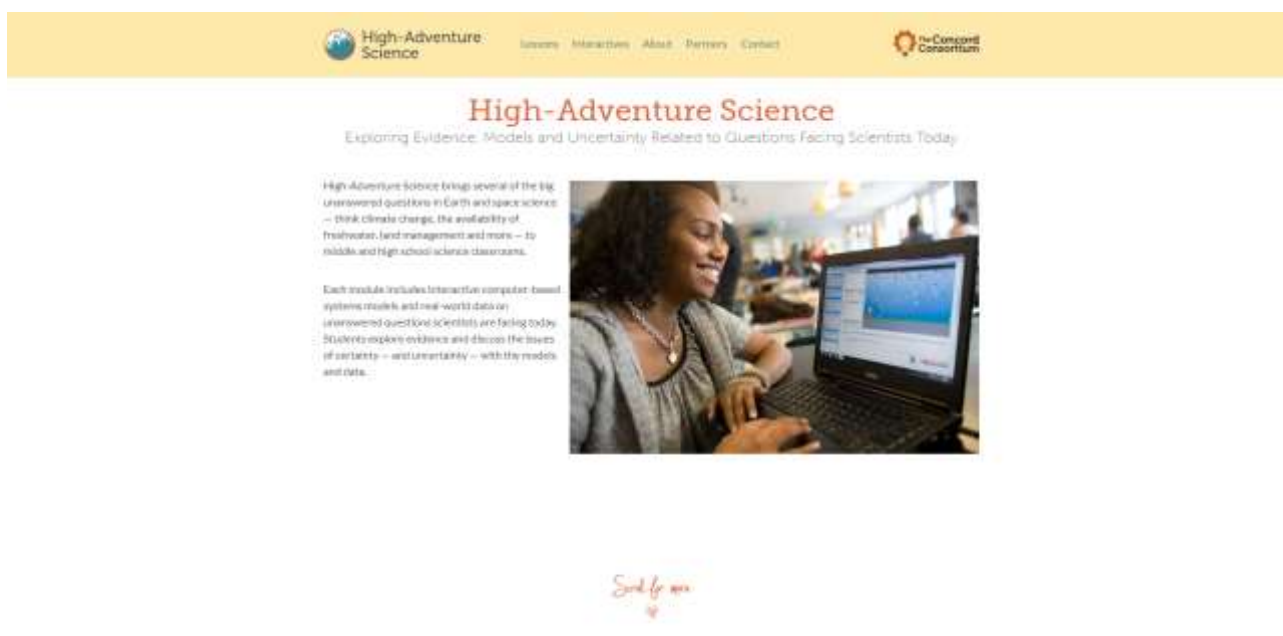 High-Adventure
Science
Lessons Interactives About Partners Contact
The Concord
Consortium
High-Adventure Science
Exploring Evidence, Models and Uncertainty Related to Questions Facing Scientists Today
High-Adventure Science brings several of the big
unanswered questions in Earth and space science
— think climate change, the availability of
freshwater, land management and more — to
middle and high school science classrooms.
Each module includes interactive computer-based
systems models and real-world data on
unanswered questions scientists are facing today.
Students explore evidence and discuss the issues
of certainty — and uncertainty — with the models
and data.
Scroll for more